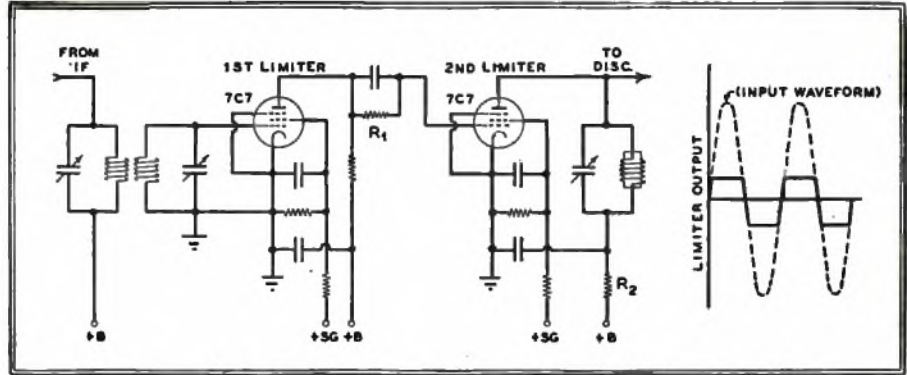 FROM
IF
1ST LIMITER
7C7
R1
2ND LIMITER
7C7
TO
DISC.
R2
+B
+SG +B
+SG
+B
LIMITER OUTPUT
(INPUT WAVEFORM)